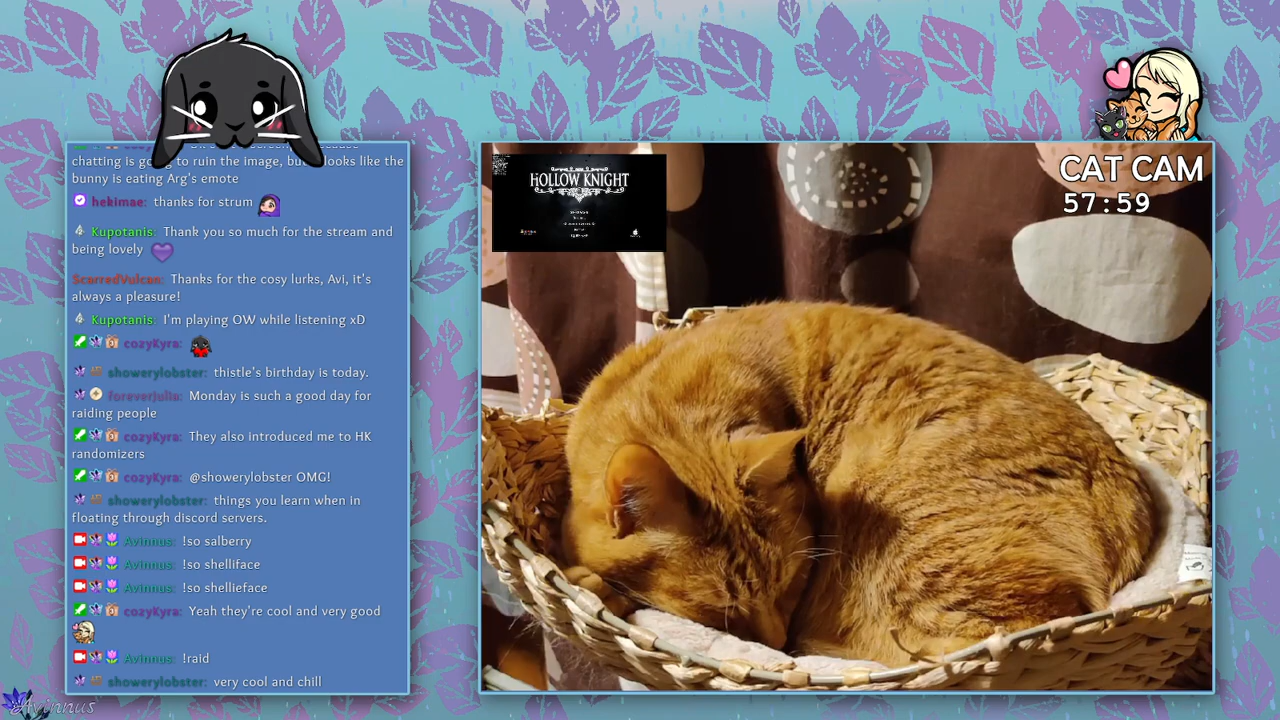 chatting is going to ruin the image, but looks like the
bunny is eating Arg's emote
hekimae: thanks for strum
Kupotanis: Thank you so much for the stream and
being lovely
ScarredVulcan: Thanks for the cosy lurks, Avi, it's
always a pleasure!
Kupotanis: I'm playing OW while listening xD
cozyKyra:
showerylobster: thistle's birthday is today.
foreverjulia: Monday is such a good day for
raiding people
cozyKyra: They also introduced me to HK
randomizers
cozyKyra: @showerylobster OMG!
showerylobster: things you learn when in
floating through discord servers.
Avinnus: !so salberry
Avinnus: !so shelliface
Avinnus: !so shellieface
cozyKyra: Yeah they're cool and very good
Avinnus: !raid
showerylobster: very cool and chill
Avinnus
HOLLOW KNIGHT
CAT CAM
57:59